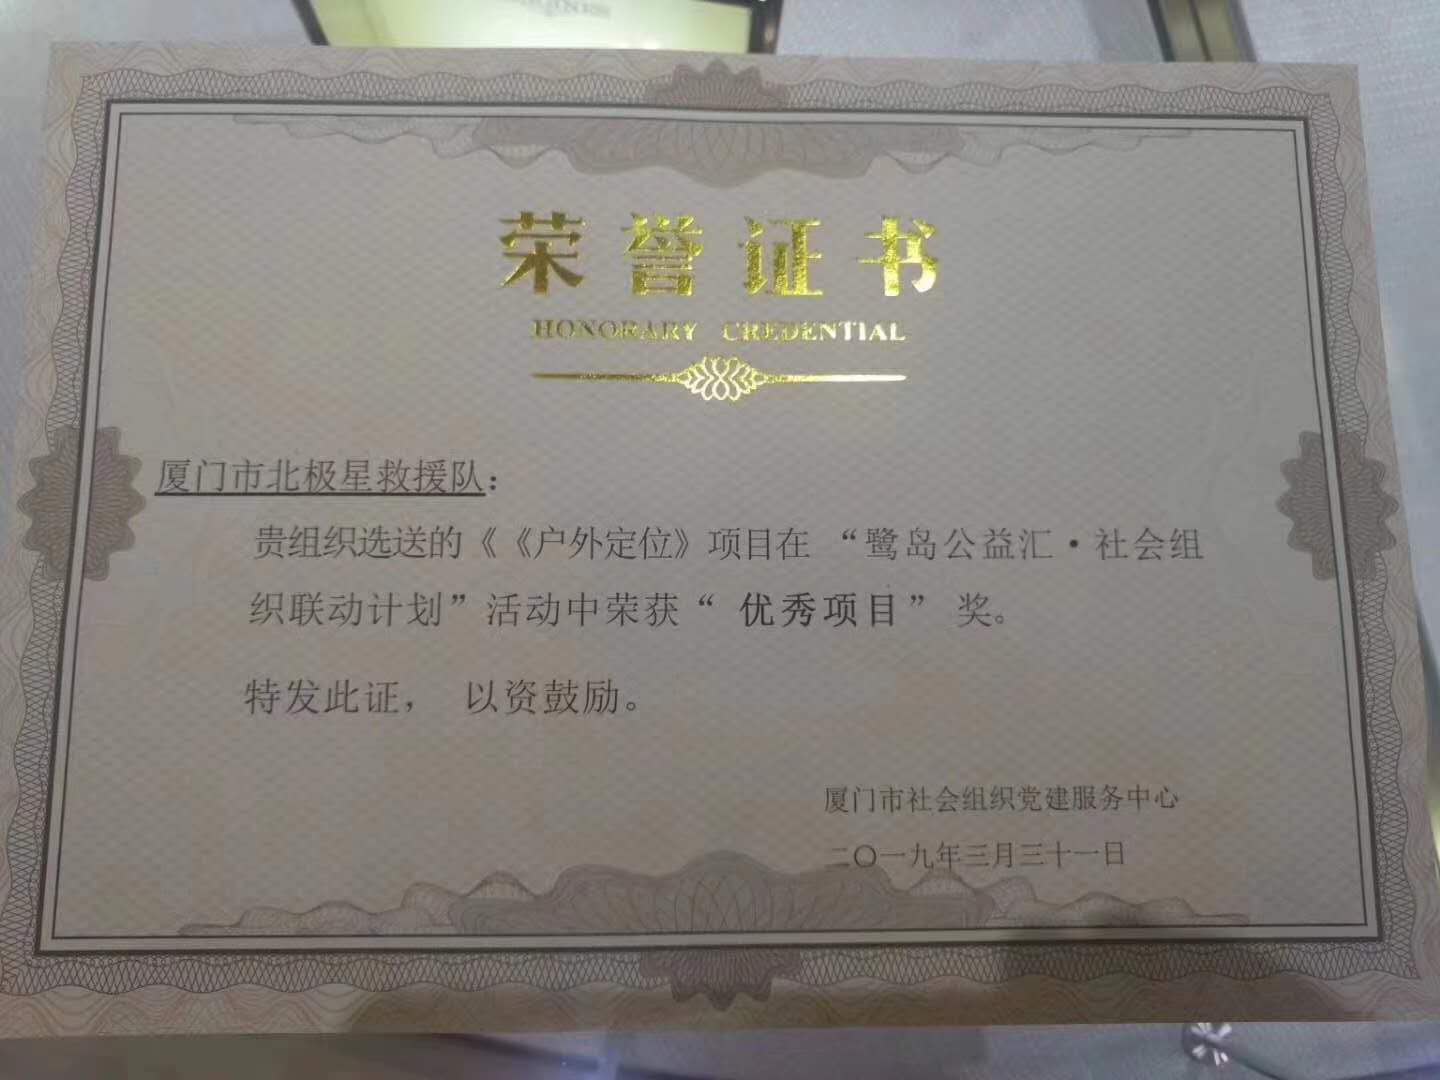 荣誉证书
HONORARY CREDENTIAL
厦门市北极星救援队：
贵组织选送的《《户外定位》项目在 “鹭岛公益汇·社会组
织联动计划”活动中荣获“ 优秀项目” 奖。
特发此证， 以资鼓励。
厦门市社会组织党建服务中心
二〇一九年三月三十一日